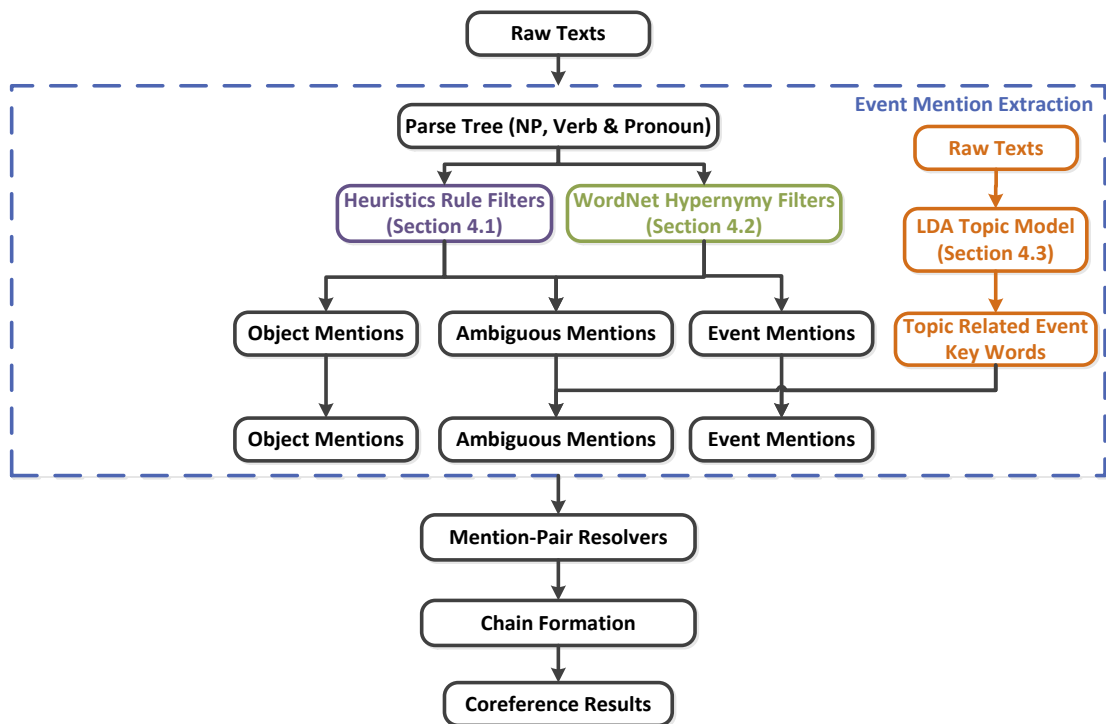 Raw Texts
Event Mention Extraction
Parse Tree (NP, Verb & Pronoun)
Raw Texts
Heuristics Rule Filters
(Section 4.1)
WordNet Hypernymy Filters
(Section 4.2)
LDA Topic Model
(Section 4.3)
Object Mentions
Ambiguous Mentions
Event Mentions
Topic Related Event
Key Words
Object Mentions
Ambiguous Mentions
Event Mentions
Mention-Pair Resolvers
Chain Formation
Coreference Results